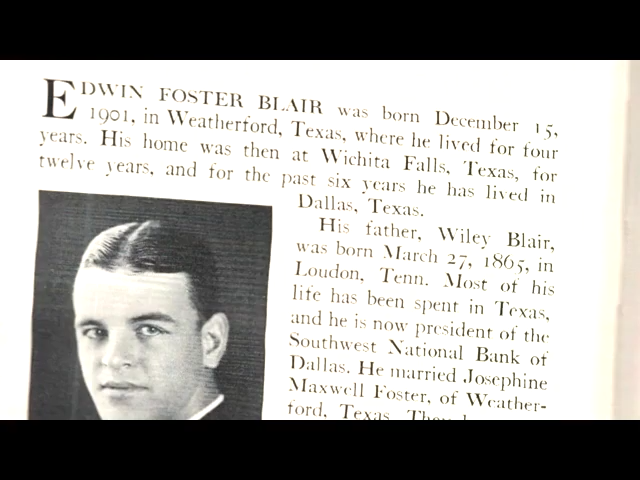 EDWIN FOSTER BLAIR was born December 15,
1901, in Weatherford, Texas, where he lived for four
years. His home was then at Wichita Falls, Texas, for
twelve years, and for the past six years he has lived in
Dallas, Texas.
His father, Wiley Blair,
was born March 27, 1865, in
Loudon, Tenn. Most of his
life has been spent in Texas,
and he is now president of the
Southwest National Bank of
Dallas. He married Josephine
Maxwell Foster, of Weather-
ford, Texas.